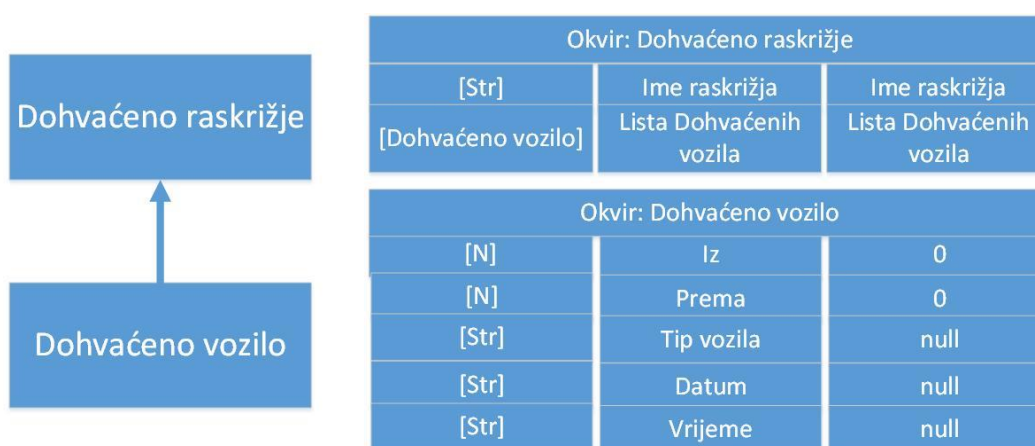 Dohvaćeno raskrižje
Dohvaćeno vozilo
Okvir: Dohvaćeno raskrižje
[Str] Ime raskrižja Ime raskrižja
[Dohvaćeno vozilo] Lista Dohvaćenih vozila Lista Dohvaćenih vozila
Okvir: Dohvaćeno vozilo
[N] Iz 0
[N] Prema 0
[Str] Tip vozila null
[Str] Datum null
[Str] Vrijeme null